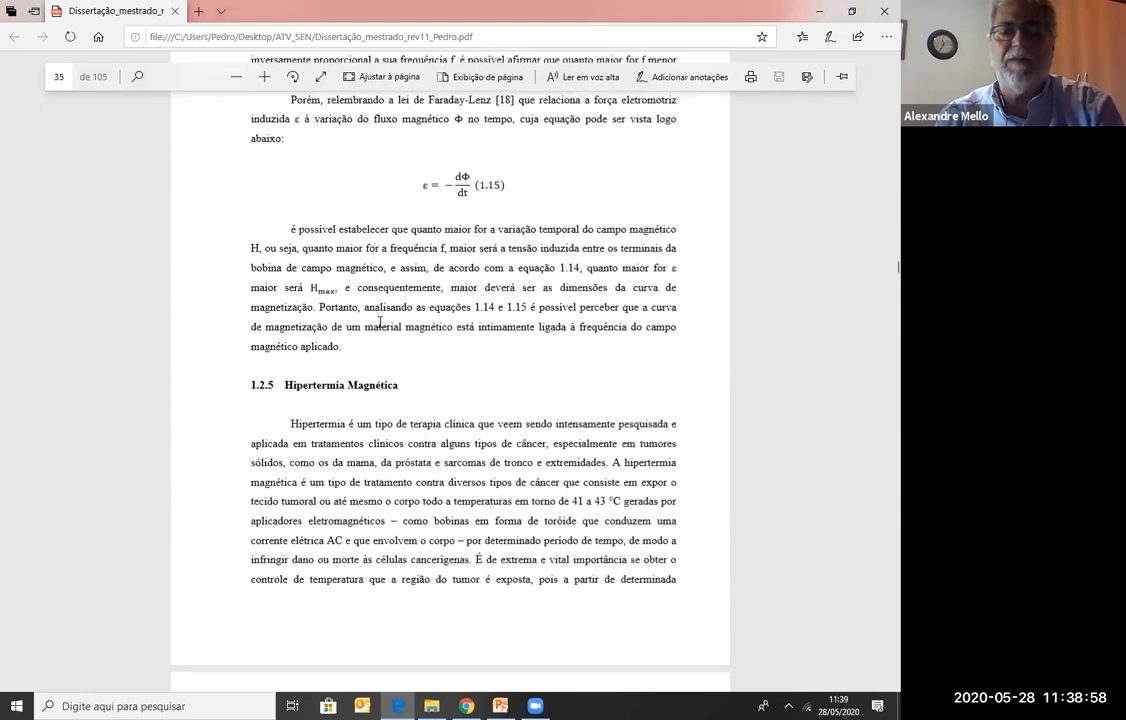 Dissertação_mestrado_r
file:///C:/Users/Pedro/Desktop/ATV_SEN/Dissertação_mestrado_rev11_Pedro.pdf
inversamente proporcional a sua frequência f, é possível afirmar que quanto maior for f menor
35 de 105 Ajustar à página Exibição de página Ler em voz alta Adicionar anotações
Alexandre Mello
Porém, relembrando a lei de Faraday-Lenz [18] que relaciona a força eletromotriz
induzida ε à variação do fluxo magnético Φ no tempo, cuja equação pode ser vista logo
abaixo:
ε = − dΦ/dt (1.15)
é possível estabelecer que quanto maior for a variação temporal do campo magnético
H, ou seja, quanto maior for a frequência f, maior será a tensão induzida entre os terminais da
bobina de campo magnético, e assim, de acordo com a equação 1.14, quanto maior for ε
maior será Hmax, e consequentemente, maior deverá ser as dimensões da curva de
magnetização. Portanto, analisando as equações 1.14 e 1.15 é possível perceber que a curva
de magnetização de um material magnético está intimamente ligada à frequência do campo
magnético aplicado.
1.2.5 Hipertermia Magnética
Hipertermia é um tipo de terapia clínica que veem sendo intensamente pesquisada e
aplicada em tratamentos clínicos contra alguns tipos de câncer, especialmente em tumores
sólidos, como os da mama, da próstata e sarcomas de tronco e extremidades. A hipertermia
magnética é um tipo de tratamento contra diversos tipos de câncer que consiste em expor o
tecido tumoral ou até mesmo o corpo todo a temperaturas em torno de 41 a 43 °C geradas por
aplicadores eletromagnéticos – como bobinas em forma de toróide que conduzem uma
corrente elétrica AC e que envolvem o corpo – por determinado período de tempo, de modo a
infringir dano ou morte às células cancerígenas. É de extrema e vital importância se obter o
controle de temperatura que a região do tumor é exposta, pois a partir de determinada
Digite aqui para pesquisar
11:39
28/05/2020
2020-05-28 11:38:58